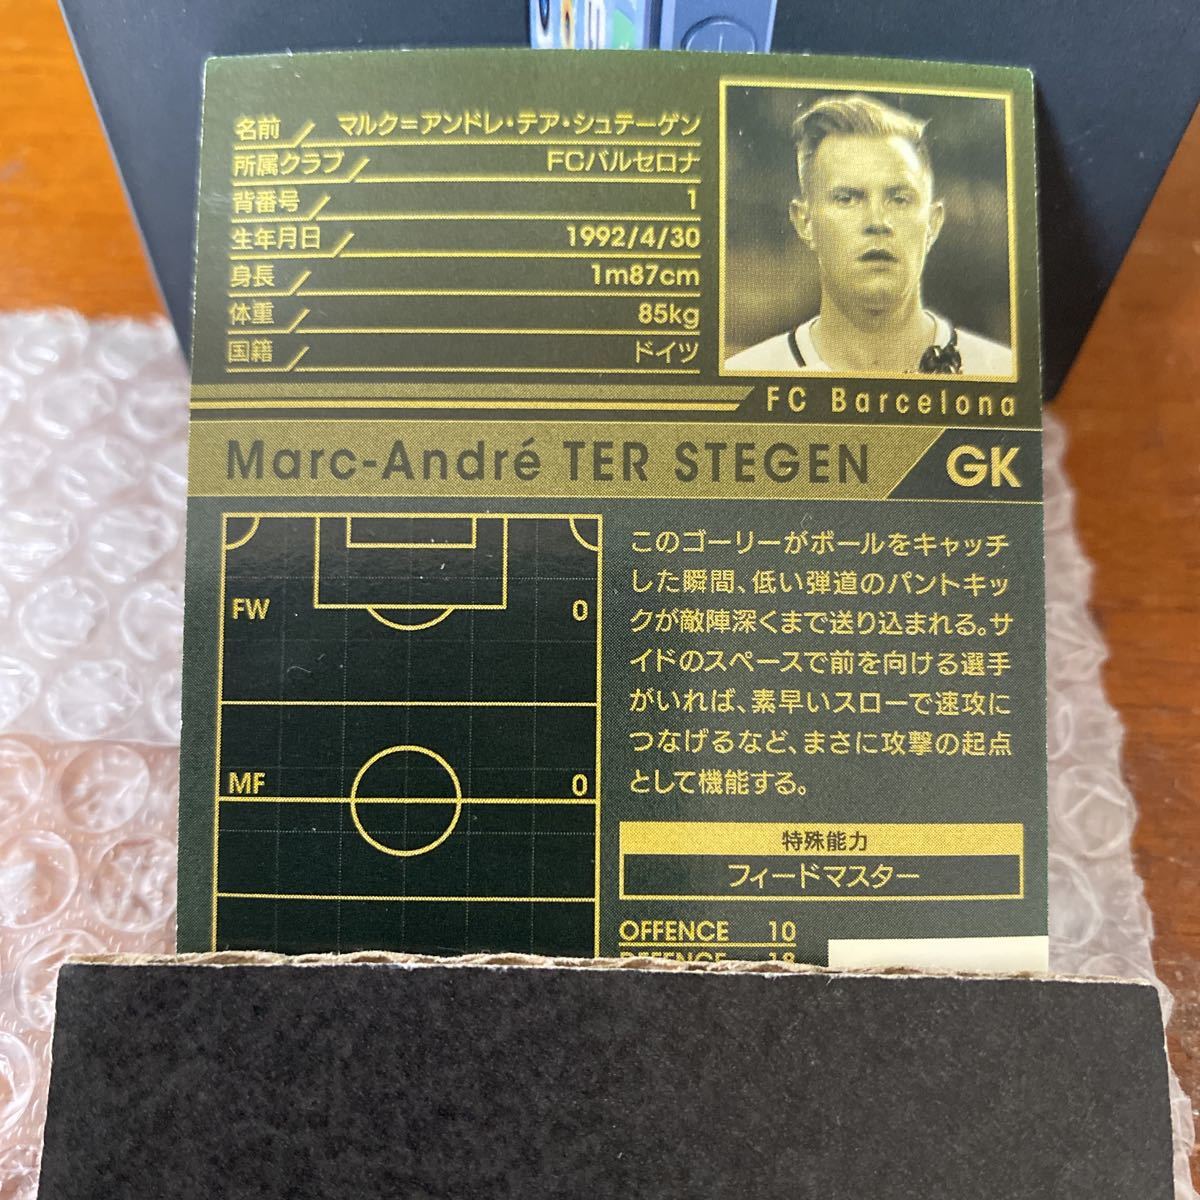 名前 マルク=アンドレ・テア・シュテーゲン
所属クラブ FCバルセロナ
背番号 1
生年月日 1992/4/30
身長 1m87cm
体重 85kg
国籍 ドイツ
FC Barcelona
Marc-André TER STEGEN GK
FW 0
MF 0
このゴーリーがボールをキャッチ
した瞬間、低い弾道のパントキッ
クが敵陣深くまで送り込まれる。サ
イドのスペースで前を向ける選手
がいれば、素早いスローで速攻に
つなげるなど、まさに攻撃の起点
として機能する。
特殊能力
フィードマスター
OFFENCE 10
DEFENCE 18